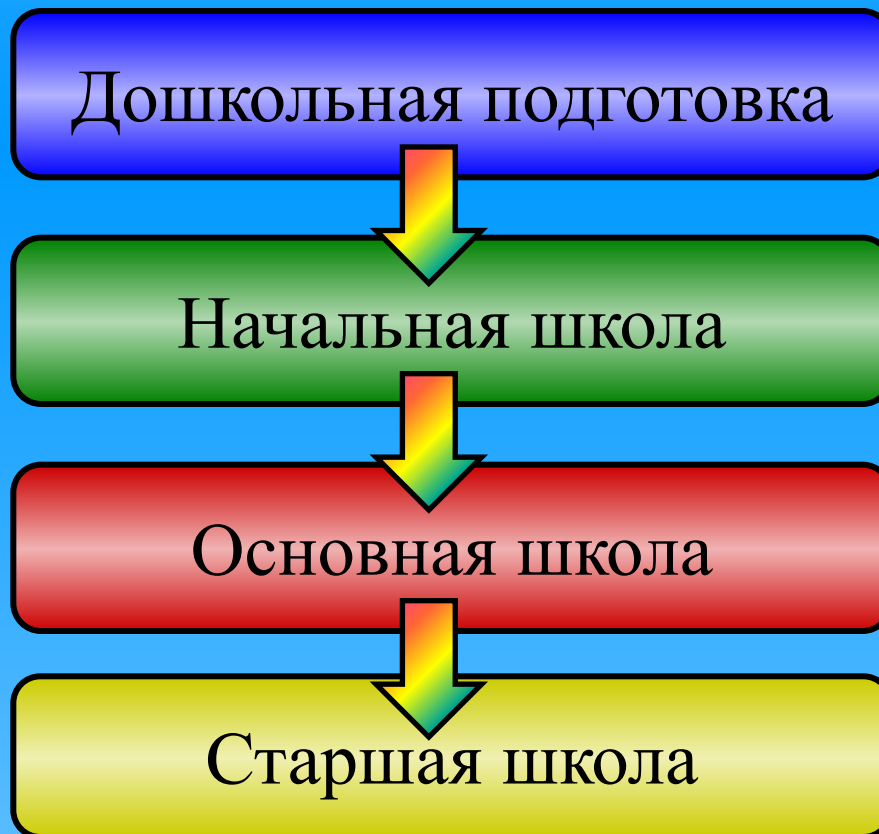 Дошкольная подготовка
Начальная школа
Основная школа
Старшая школа